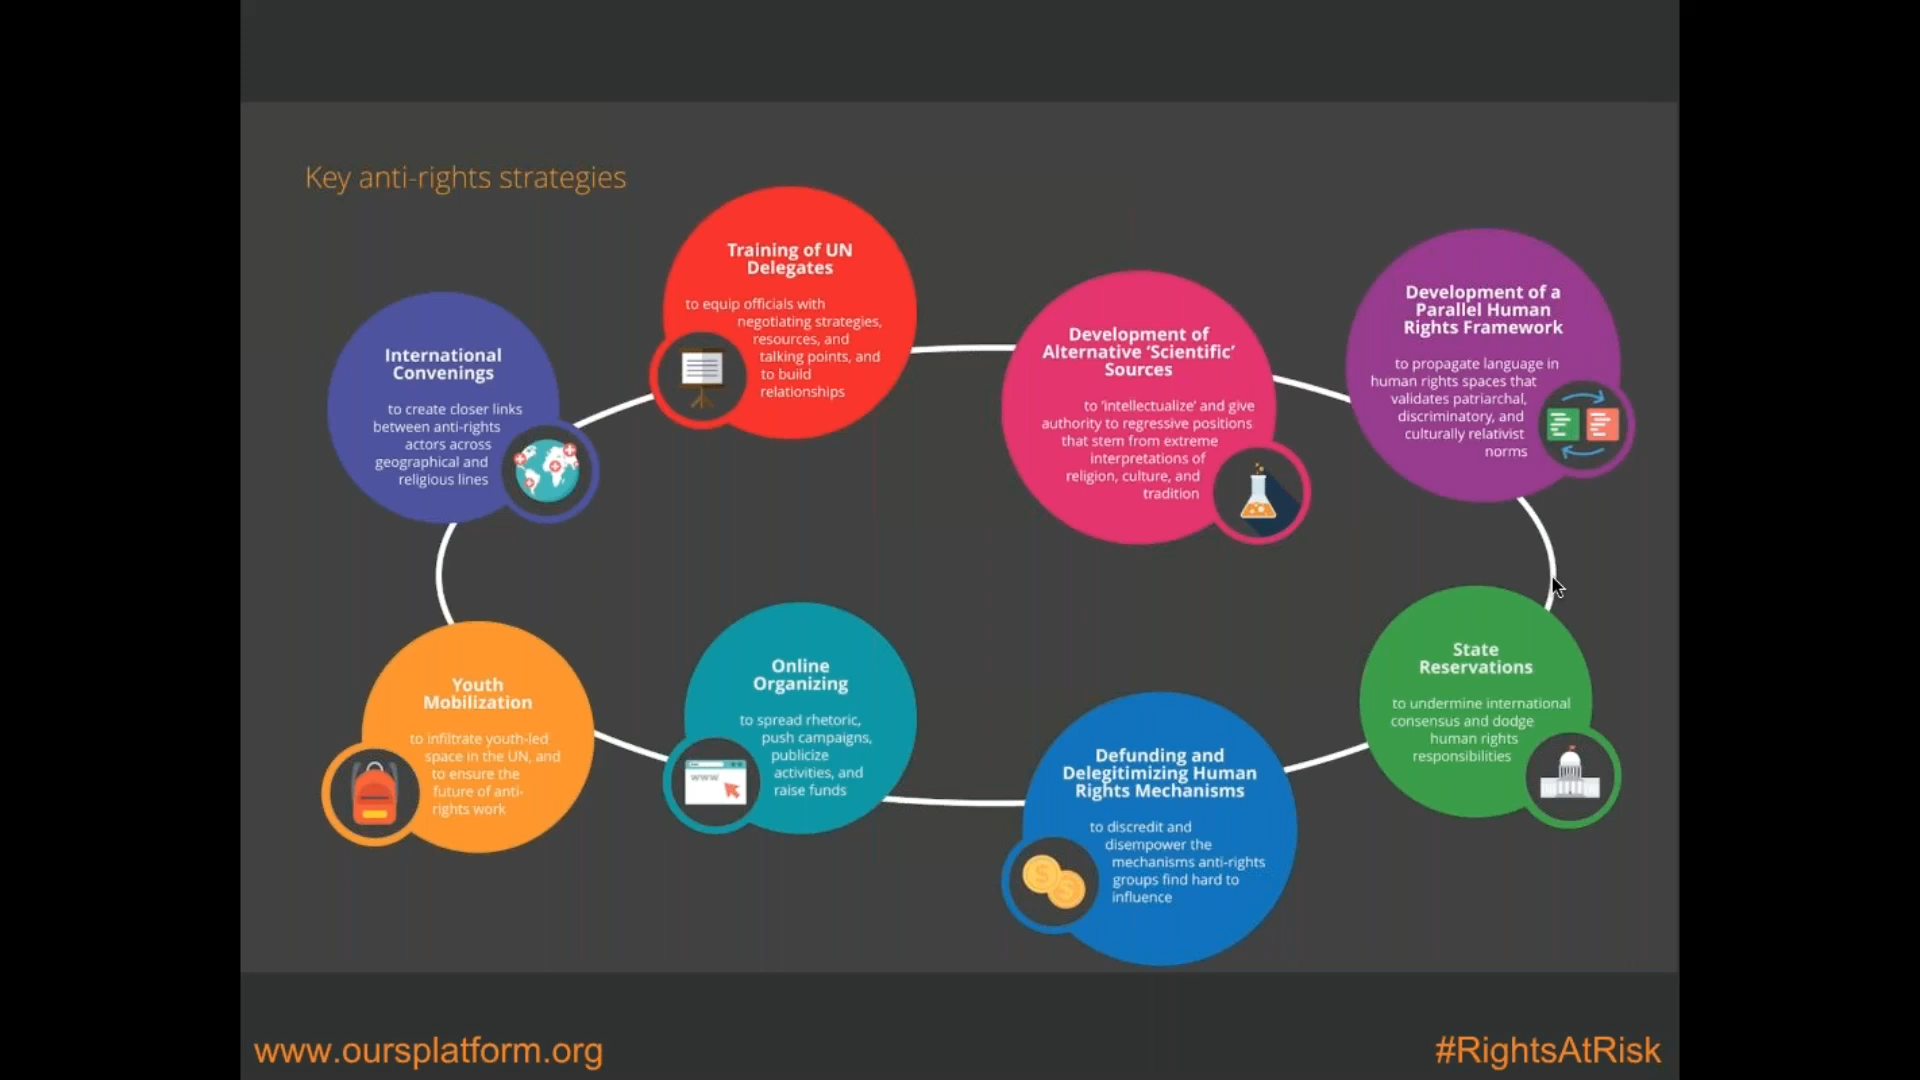 Key anti-rights strategies
International
Convenings
to create closer links
between anti-rights
actors across
geographical and
religious lines
Training of UN
Delegates
to equip officials with
negotiating strategies,
resources, and
talking points, and
to build
relationships
Development of
Alternative ‘Scientific’
Sources
to ‘intellectualize’ and give
authority to regressive positions
that stem from extreme
interpretations of
religion, culture, and
tradition
Development of a
Parallel Human
Rights Framework
to propagate language in
human rights spaces that
validates patriarchal,
discriminatory, and
culturally relativist
norms
Youth
Mobilization
to infiltrate youth-led
space in the UN, and
to ensure the
future of anti-
rights work
Online
Organizing
to spread rhetoric,
push campaigns,
publicize
activities, and
raise funds
www
Defunding and
Delegitimizing Human
Rights Mechanisms
to discredit and
disempower the
mechanisms anti-rights
groups find hard to
influence
S
S
State
Reservations
to undermine international
consensus and dodge
human rights
responsibilities
www.oursplatform.org
#RightsAtRisk